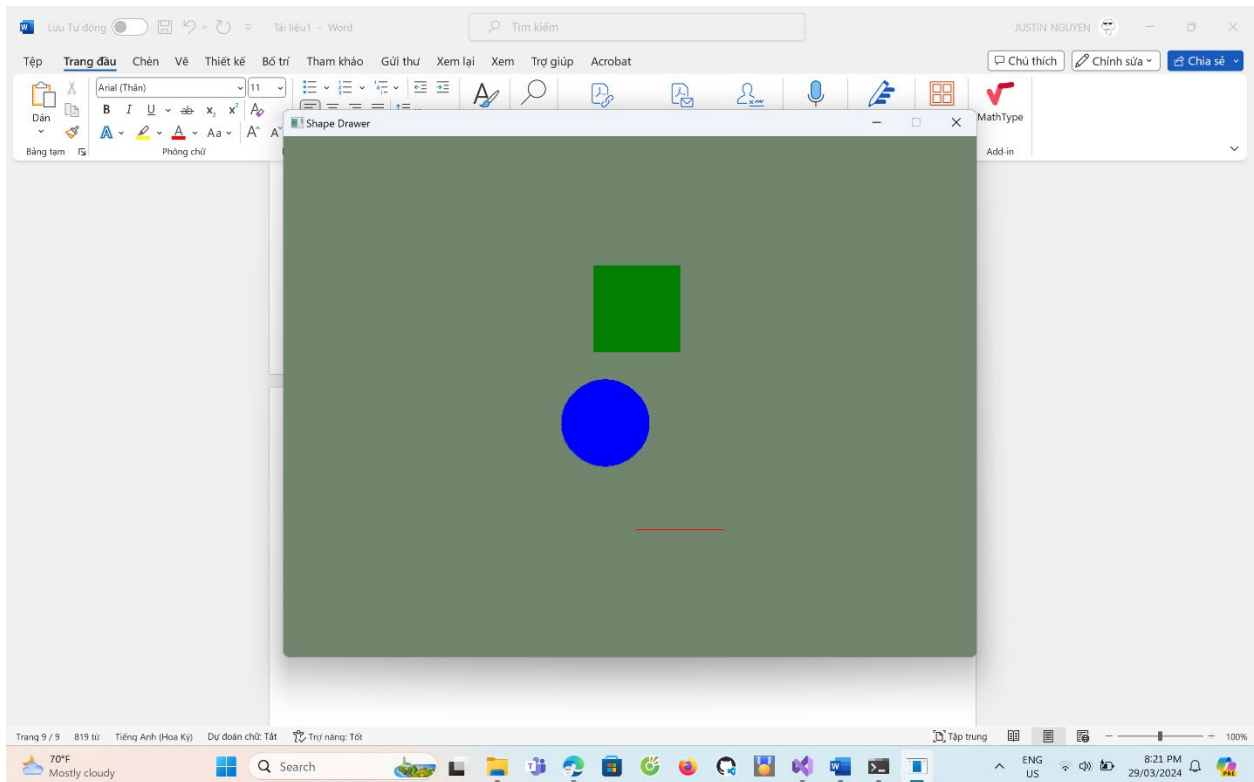 Lưu Tự động Tài liệu1 - Word Tìm kiếm JUSTIN NGUYEN
Tệp Trang đầu Chèn Vẽ Thiết kế Bố trí Tham khảo Gửi thư Xem lại Xem Trợ giúp Acrobat Chú thích Chỉnh sửa Chia sẻ
Arial (Thân) 11
Dán B I U ab x, x² A MathType
A A Aa A A
Bảng tạm Phông chữ Add-in
Shape Drawer
Trang 9 / 9 819 từ Tiếng Anh (Hoa Kỳ) Dự đoán chữ: Tắt Trợ năng: Tốt Tập trung 100%
70°F
Mostly cloudy
Search
ENG
US
8:21 PM
29/03/2024
PRE